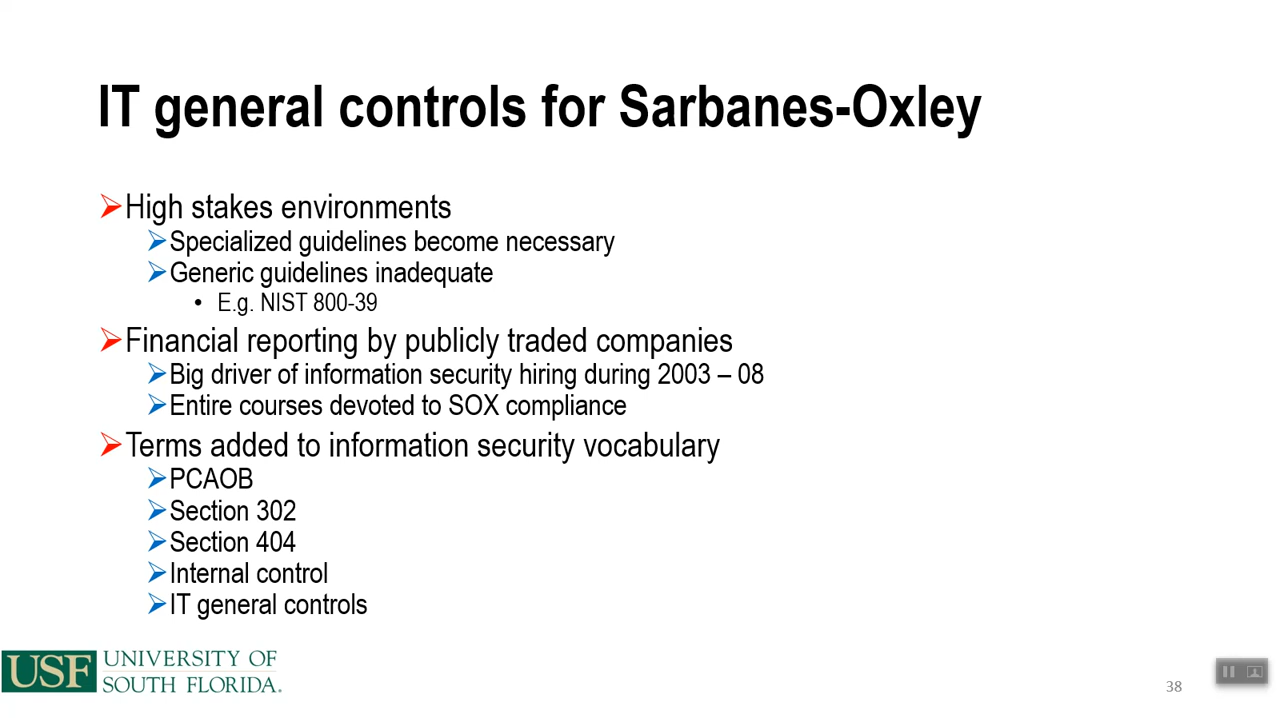 IT general controls for Sarbanes-Oxley
High stakes environments
Specialized guidelines become necessary
Generic guidelines inadequate
• E.g. NIST 800-39
Financial reporting by publicly traded companies
Big driver of information security hiring during 2003 – 08
Entire courses devoted to SOX compliance
Terms added to information security vocabulary
PCAOB
Section 302
Section 404
Internal control
IT general controls
USF UNIVERSITY OF
SOUTH FLORIDA.
38